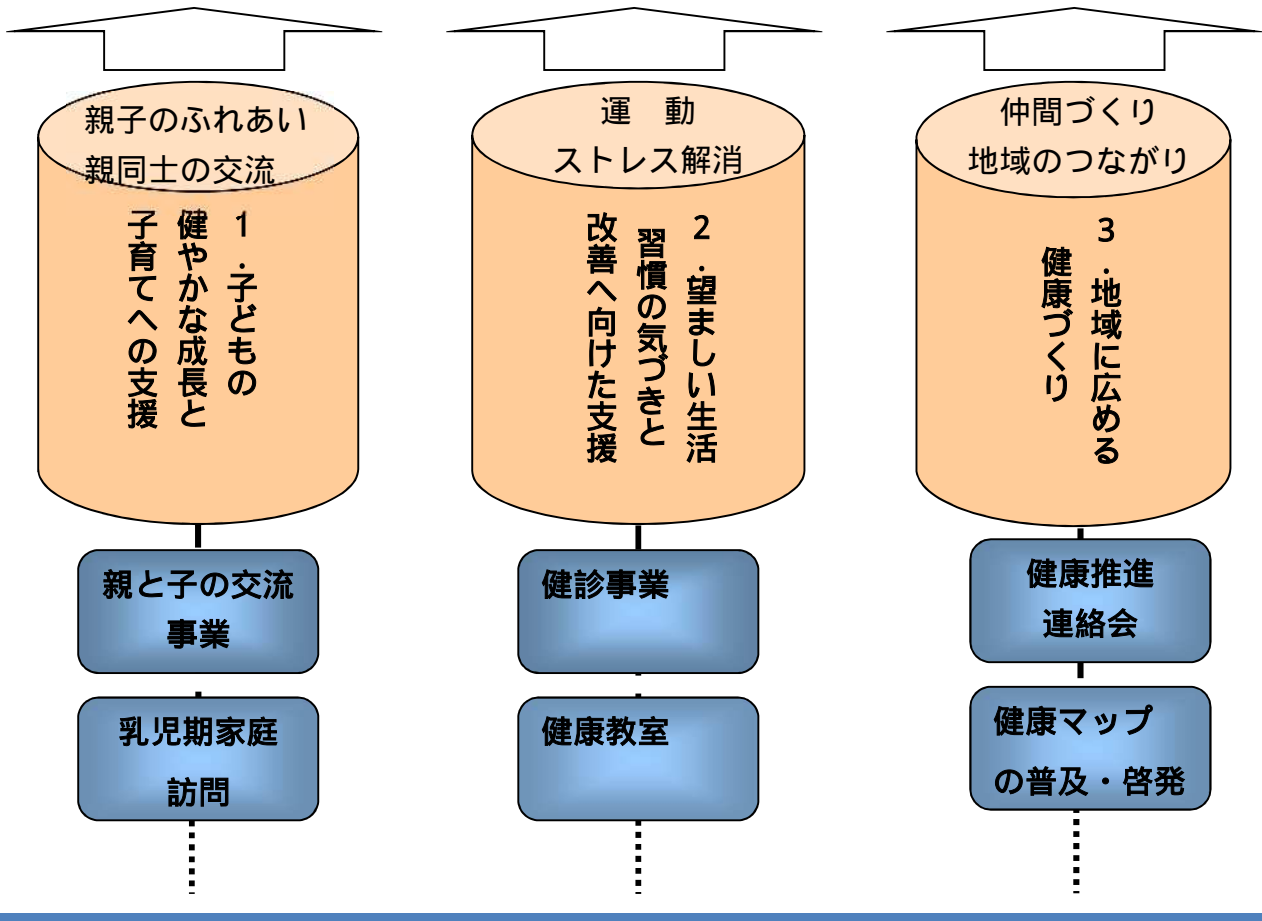 親子のふれあい
親同士の交流
1．子どもの
健やかな成長と
子育てへの支援
親と子の交流
事業
乳児期家庭
訪問
運　動
ストレス解消
2．望ましい生活
習慣の気づきと
改善へ向けた支援
健診事業
健康教室
仲間づくり
地域のつながり
3．地域に広める
健康づくり
健康推進
連絡会
健康マップ
の普及・啓発